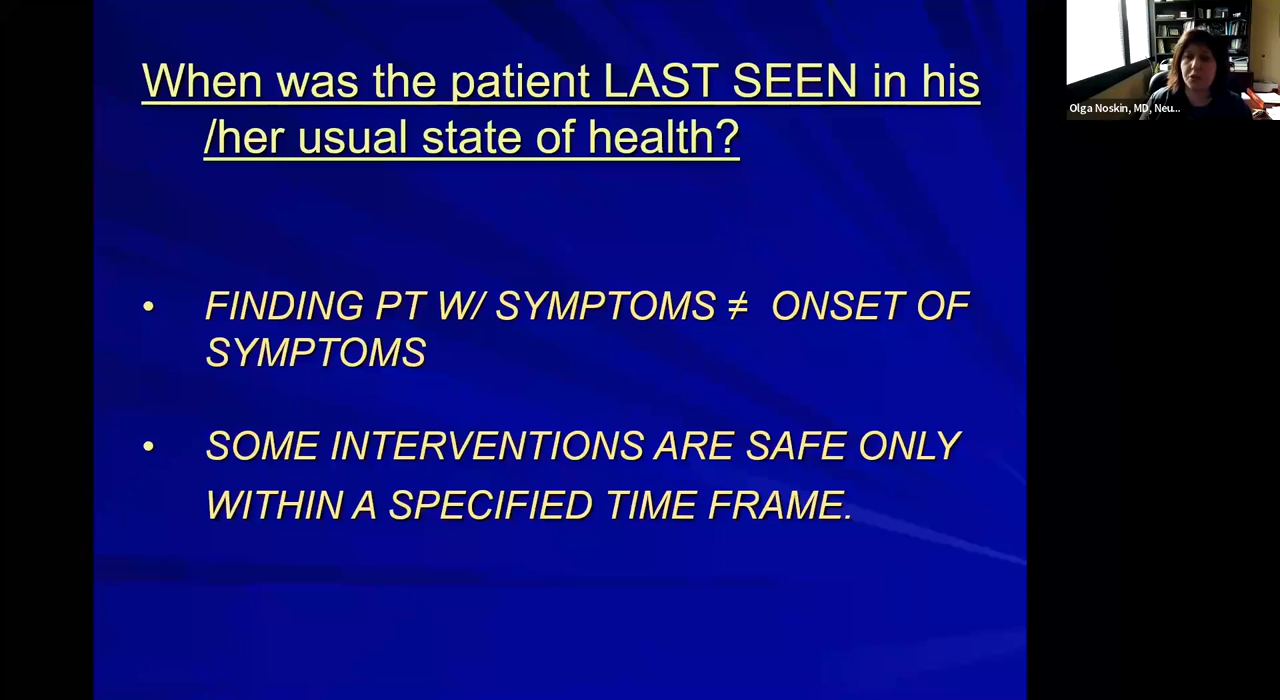 When was the patient LAST SEEN in his
/her usual state of health?
• FINDING PT W/ SYMPTOMS ≠ ONSET OF
SYMPTOMS
• SOME INTERVENTIONS ARE SAFE ONLY
WITHIN A SPECIFIED TIME FRAME.
Olga Noskin, MD, Neu...